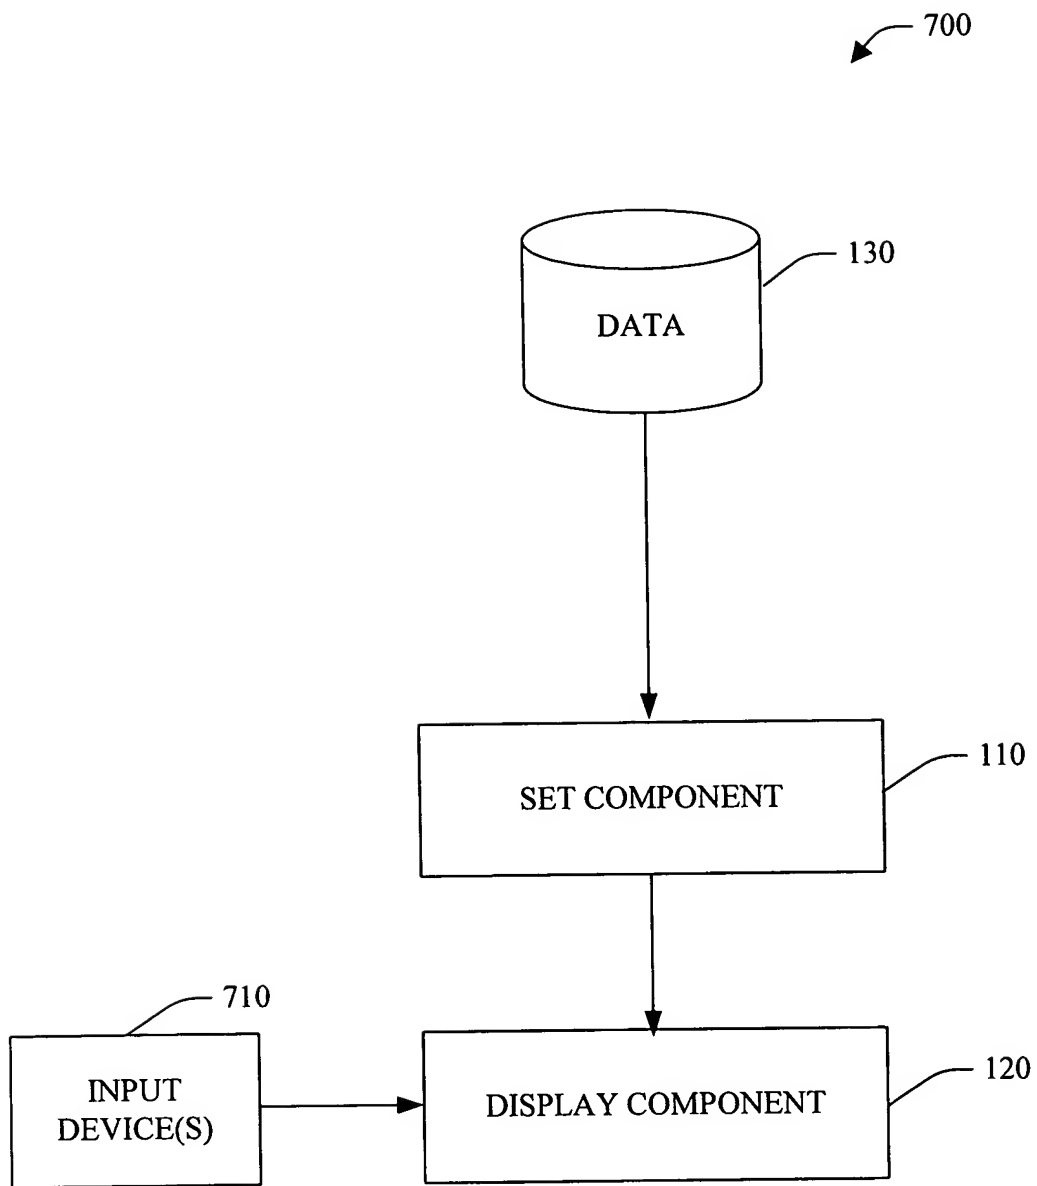 700
130
DATA
110
SET COMPONENT
710
INPUT
DEVICE(S)
120
DISPLAY COMPONENT